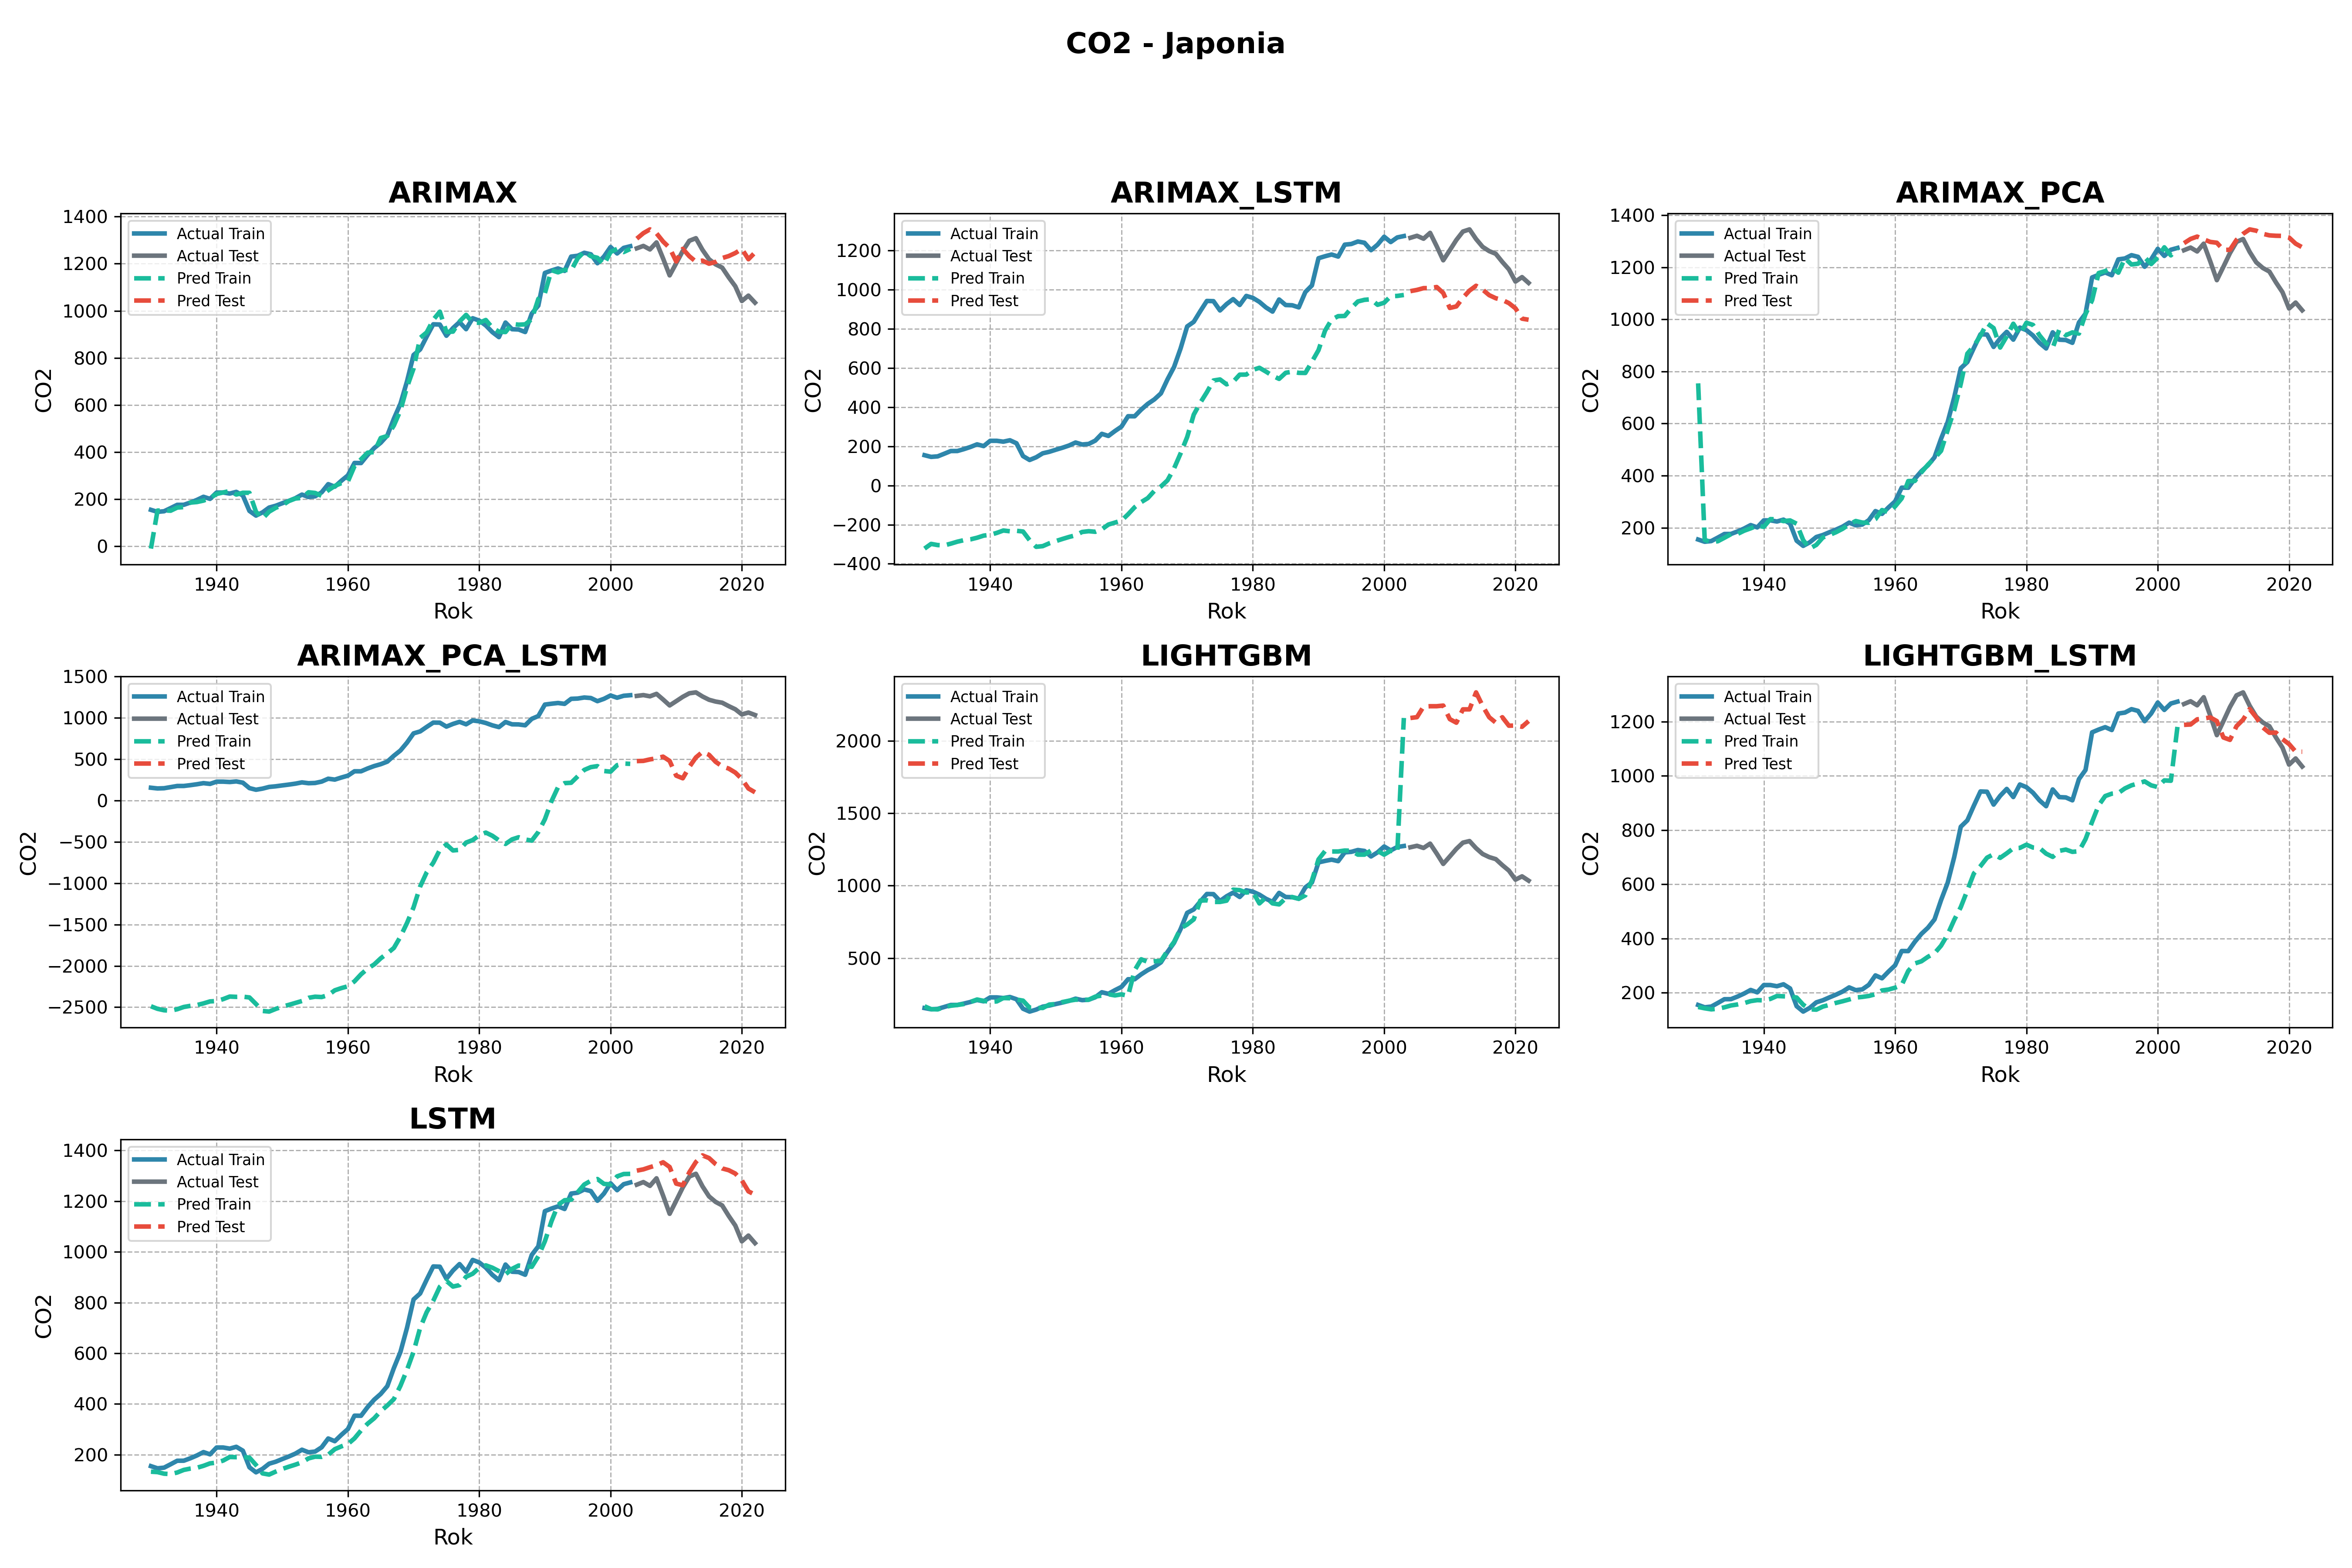 CO2 - Japonia
ARIMAX
1400
1200
1000
800
600
400
200
0
CO2
Actual Train
Actual Test
Pred Train
Pred Test
1940
1960
1980
2000
2020
Rok
ARIMAX_LSTM
1200
1000
800
600
400
200
0
−200
−400
CO2
Actual Train
Actual Test
Pred Train
Pred Test
1940
1960
1980
2000
2020
Rok
ARIMAX_PCA
1400
1200
1000
800
600
400
200
CO2
Actual Train
Actual Test
Pred Train
Pred Test
1940
1960
1980
2000
2020
Rok
ARIMAX_PCA_LSTM
1500
1000
500
0
−500
−1000
−1500
−2000
−2500
CO2
Actual Train
Actual Test
Pred Train
Pred Test
1940
1960
1980
2000
2020
Rok
LIGHTGBM
2000
1500
1000
500
CO2
Actual Train
Actual Test
Pred Train
Pred Test
1940
1960
1980
2000
2020
Rok
LIGHTGBM_LSTM
1200
1000
800
600
400
200
CO2
Actual Train
Actual Test
Pred Train
Pred Test
1940
1960
1980
2000
2020
Rok
LSTM
1400
1200
1000
800
600
400
200
CO2
Actual Train
Actual Test
Pred Train
Pred Test
1940
1960
1980
2000
2020
Rok